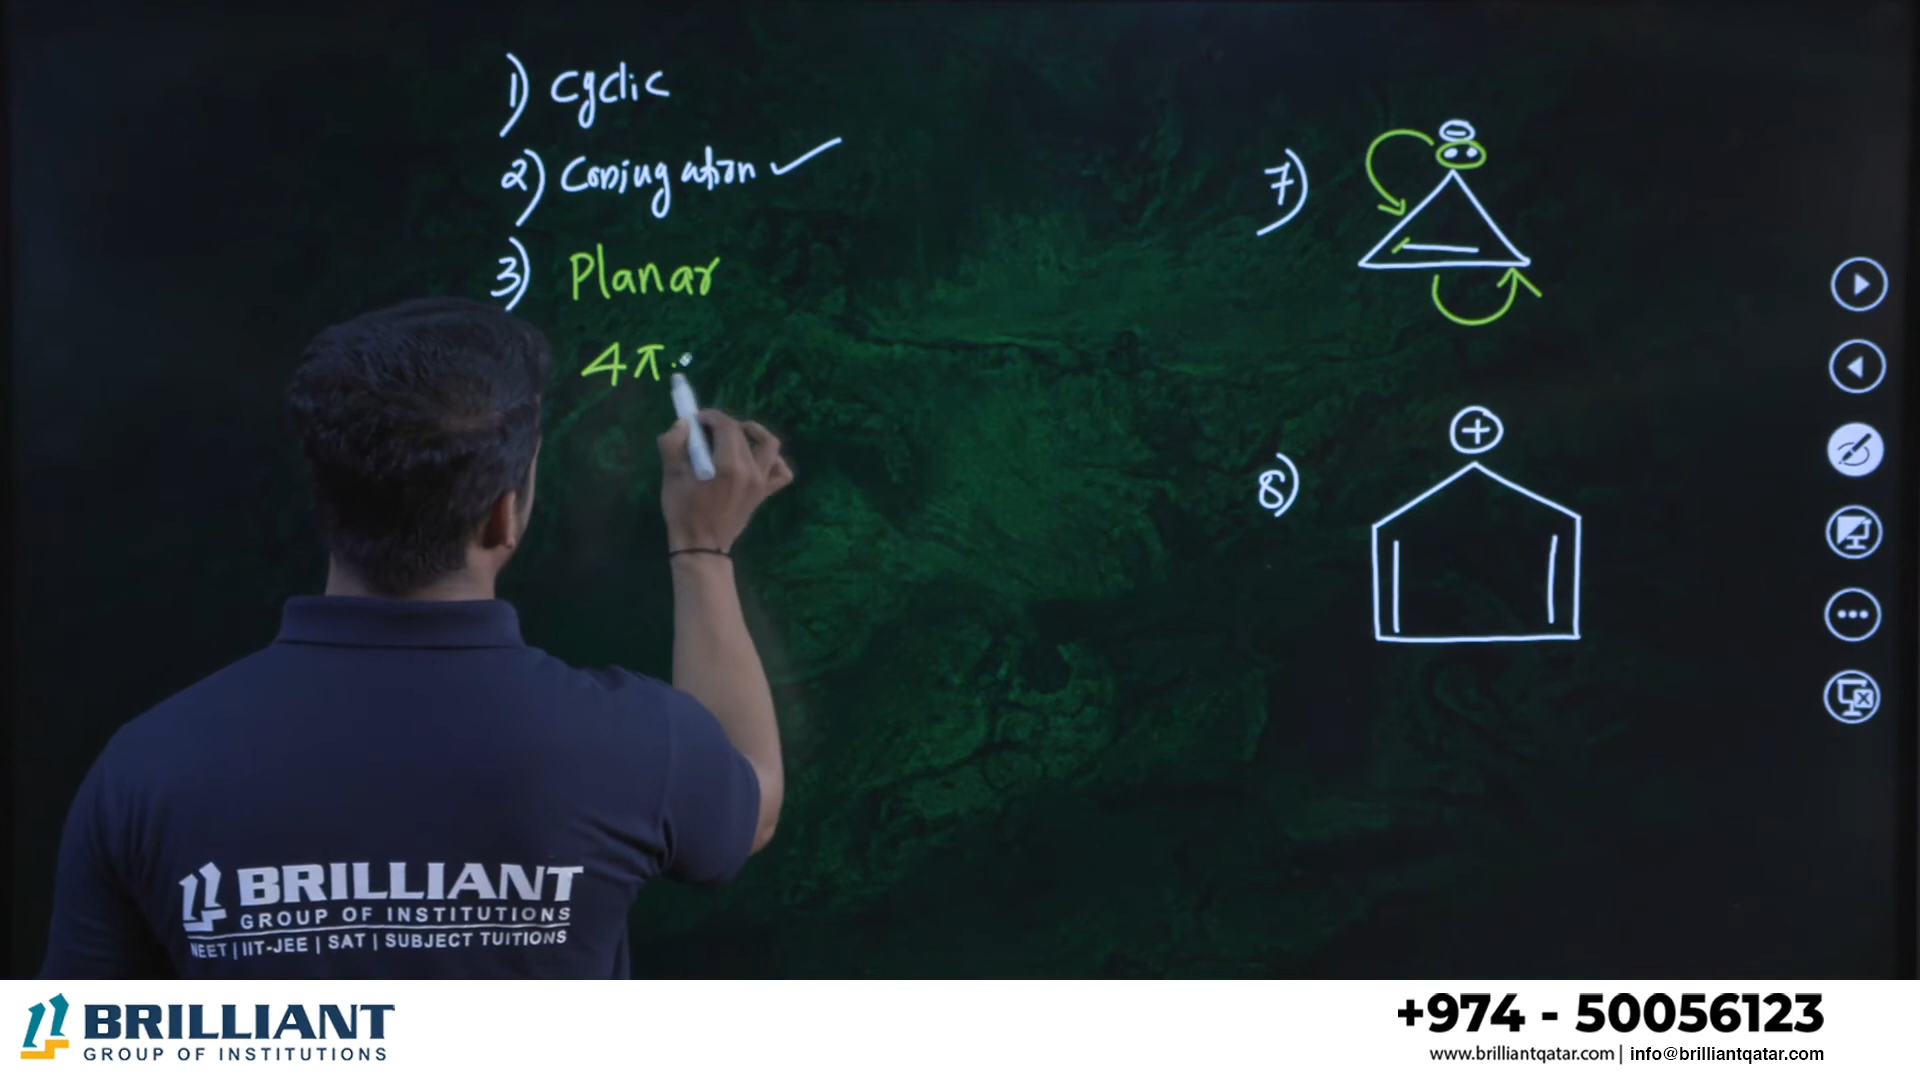 1) Cyclic
2) Conjugation ✓
3) Planar
4π
7)
8)
+
BRILLIANT
GROUP OF INSTITUTIONS
NEET | IIT-JEE | SAT | SUBJECT TUITIONS
BRILLIANT
GROUP OF INSTITUTIONS
+974 - 50056123
www.brilliantqatar.com | info@brilliantqatar.com